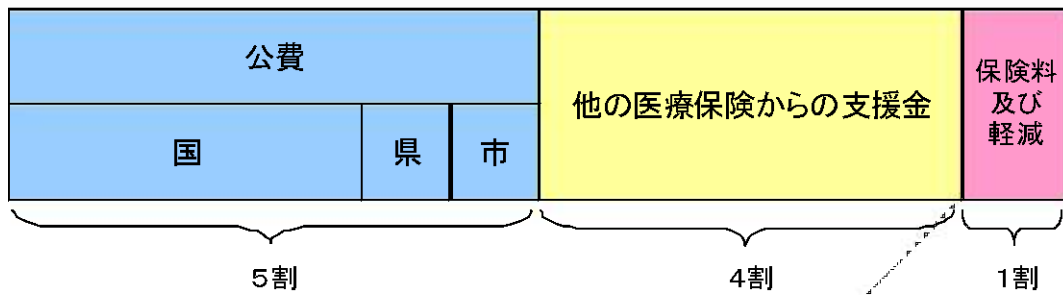 公費
国
県
市
他の医療保険からの支援金
保険料
及び
軽減
5割
4割
1割